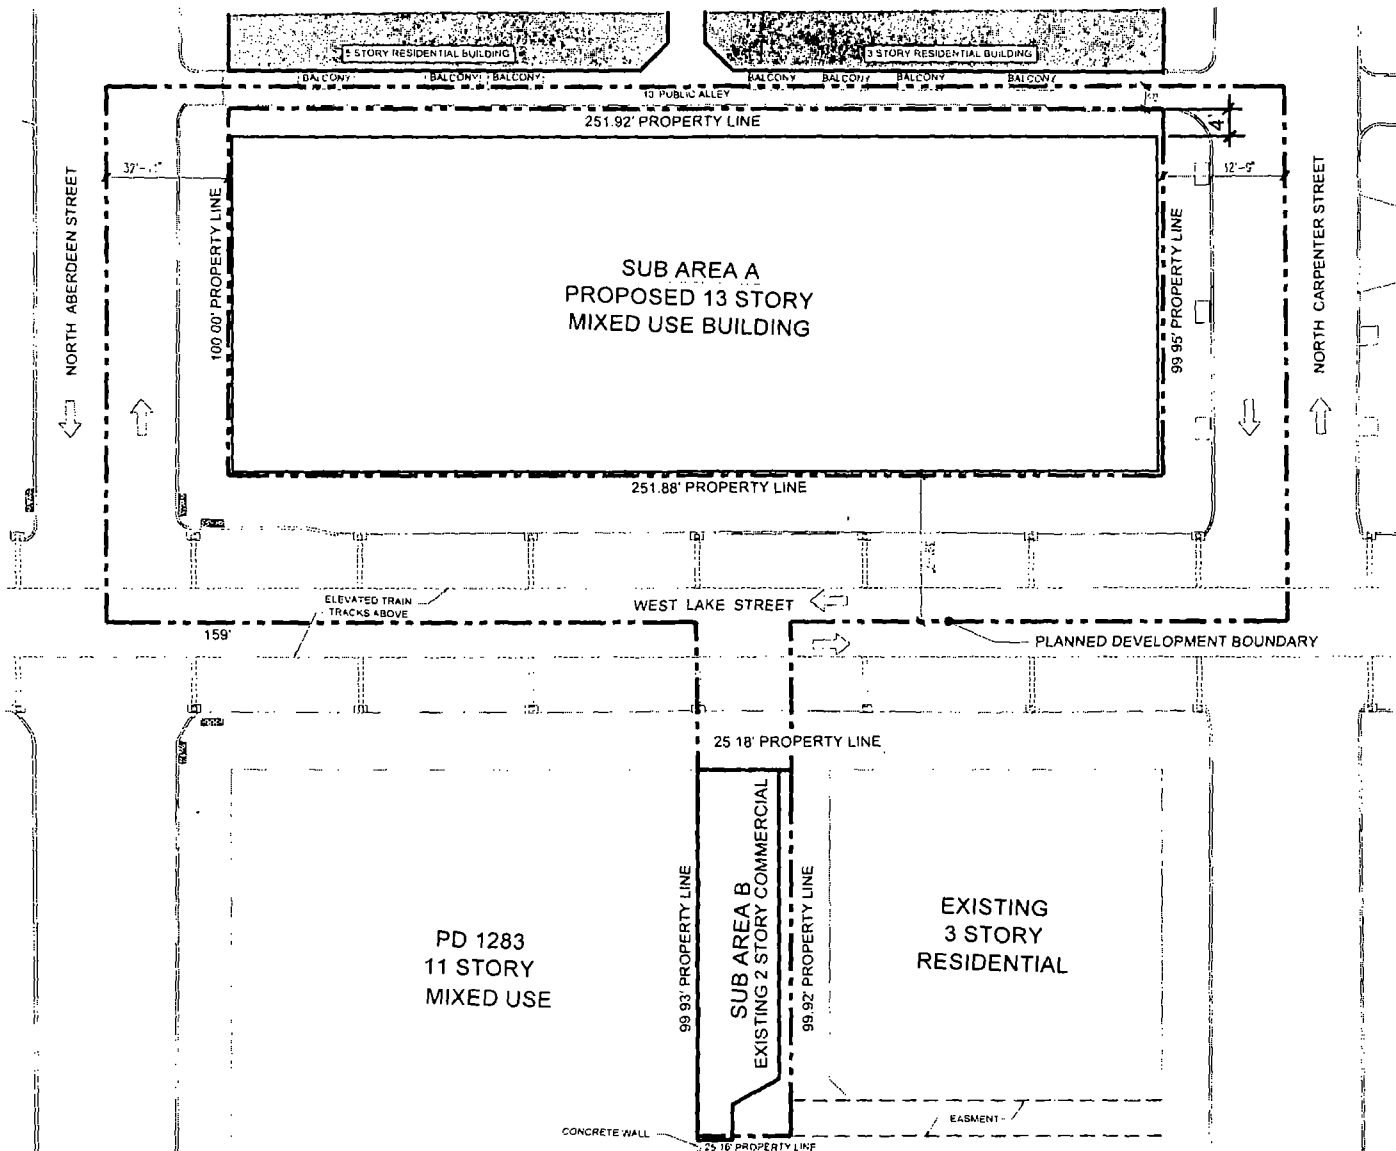 STORY RESIDENTIAL BUILDING
3 STORY RESIDENTIAL BUILDING
BALCONY
BALCONY
BALCONY
BALCONY
BALCONY
BALCONY
BALCONY
PUBLIC ALLEY
251.92' PROPERTY LINE
4'
NORTH ABERDEEN STREET
100 00' PROPERTY LINE
SUB AREA A
PROPOSED 13 STORY
MIXED USE BUILDING
99 95' PROPERTY LINE
NORTH CARPENTER STREET
251.88' PROPERTY LINE
ELEVATED TRAIN
TRACKS ABOVE
WEST LAKE STREET
159'
PLANNED DEVELOPMENT BOUNDARY
25 18' PROPERTY LINE
PD 1283
11 STORY
MIXED USE
99 93' PROPERTY LINE
SUB AREA B
EXISTING 2 STORY COMMERCIAL
99.92' PROPERTY LINE
EXISTING
3 STORY
RESIDENTIAL
EASMENT
CONCRETE WALL
25 16' PROPERTY LINE